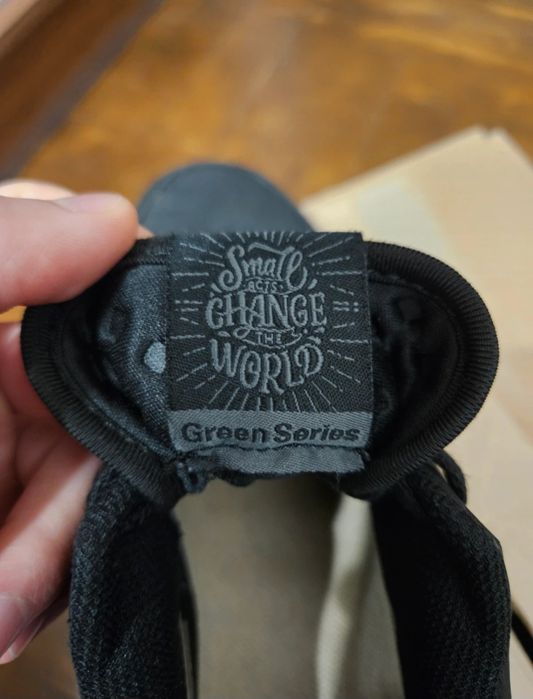 Small
ACTS
CHANGE
THE
WORLD
Green Series